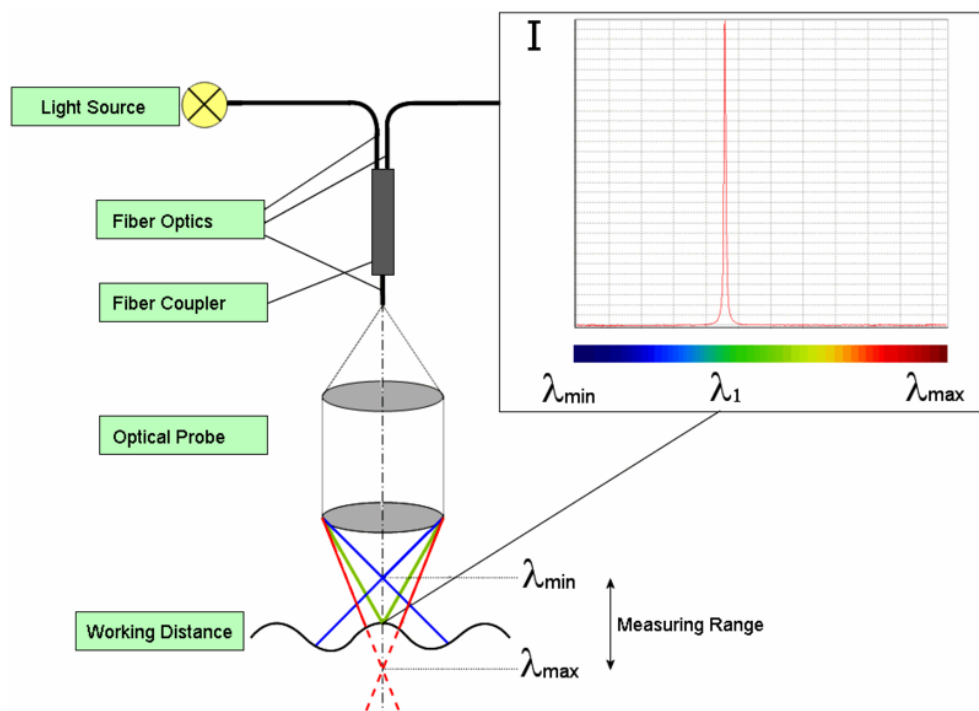 I
Light Source
Fiber Optics
Fiber Coupler
λmin
λ1
λmax
Optical Probe
λmin
Working Distance
Measuring Range
λmax